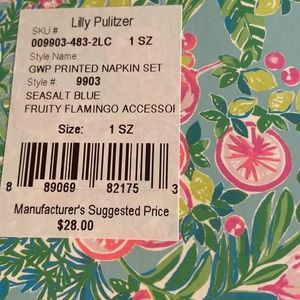 Lilly Pulitzer
SKU #
009903-483-2LC 1 SZ
Style Name:
GWP PRINTED NAPKIN SET
Style # 9903
SEASALT BLUE
FRUITY FLAMINGO ACCESSOI
Size: 1 SZ
8 89069 82175 3
Manufacturer's Suggested Price
$28.00